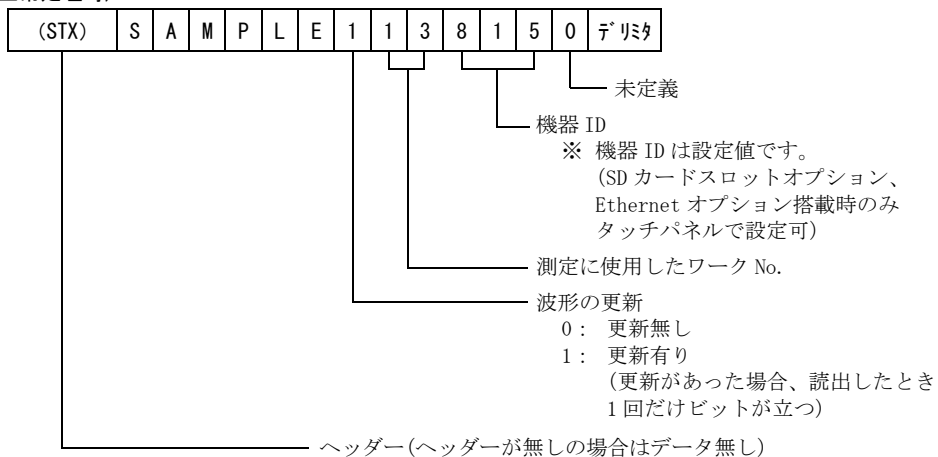 (STX) S A M P L E 1 1 3 8 1 5 0 ﾃﾞﾘﾐﾀ
未定義
機器 ID
※ 機器 ID は設定値です。
(SD カードスロットオプション、
Ethernet オプション搭載時のみ
タッチパネルで設定可)
測定に使用したワーク No.
波形の更新
0: 更新無し
1: 更新有り
(更新があった場合、読出したとき
1 回だけビットが立つ)
ヘッダー(ヘッダーが無しの場合はデータ無し)